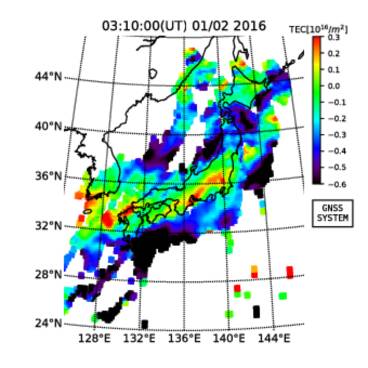 03:10:00(UT) 01/02 2016
TEC[10¹⁶/m²]
0.3
0.2
0.1
0.0
−0.1
−0.2
−0.3
−0.4
−0.5
−0.6
GNSS
SYSTEM
44°N
40°N
36°N
32°N
28°N
24°N
128°E 132°E 136°E 140°E 144°E